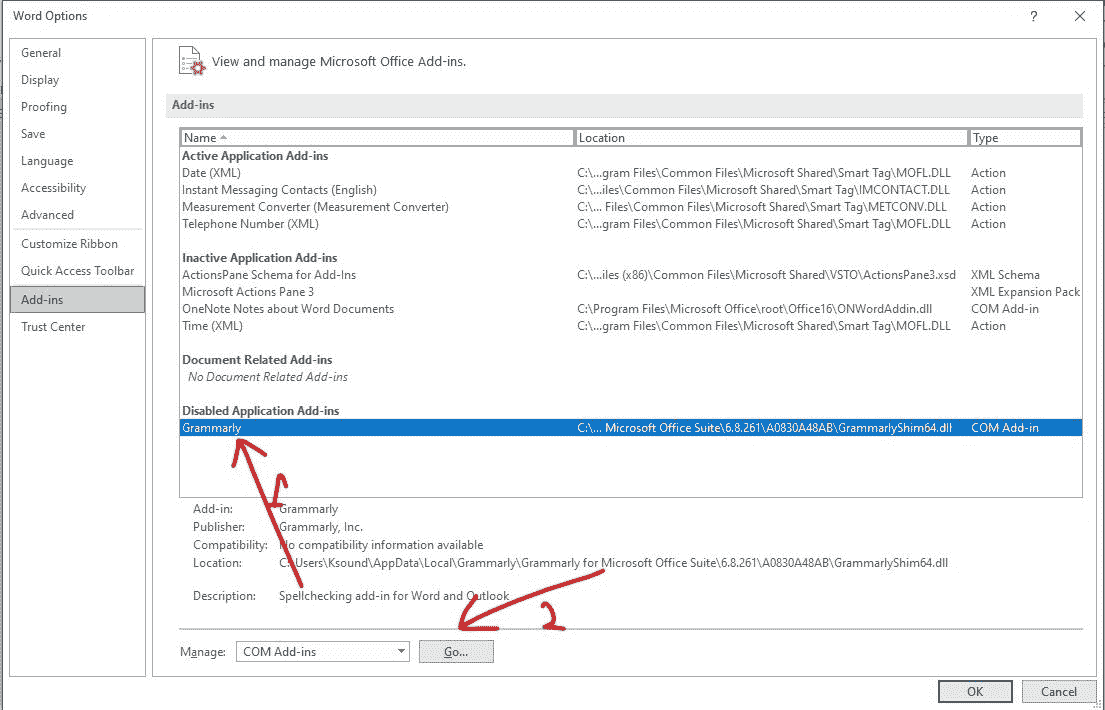 Word Options ? ×
General
Display
Proofing
Save
Language
Accessibility
Advanced
Customize Ribbon
Quick Access Toolbar
Add-ins
Trust Center
View and manage Microsoft Office Add-ins.
Add-ins
Name Location Type
Active Application Add-ins
Date (XML) C:\...gram Files\Common Files\Microsoft Shared\Smart Tag\MOFL.DLL Action
Instant Messaging Contacts (English) C:\...iles\Common Files\Microsoft Shared\Smart Tag\IMCONTACT.DLL Action
Measurement Converter (Measurement Converter) C:\... Files\Common Files\Microsoft Shared\Smart Tag\METCONV.DLL Action
Telephone Number (XML) C:\...gram Files\Common Files\Microsoft Shared\Smart Tag\MOFL.DLL Action
Inactive Application Add-ins
ActionsPane Schema for Add-Ins C:\...iles (x86)\Common Files\Microsoft Shared\VSTO\ActionsPane3.xsd XML Schema
Microsoft Actions Pane 3 XML Expansion Pack
OneNote Notes about Word Documents C:\Program Files\Microsoft Office\root\Office16\ONWordAddin.dll COM Add-in
Time (XML) C:\...gram Files\Common Files\Microsoft Shared\Smart Tag\MOFL.DLL Action
Document Related Add-ins
No Document Related Add-ins
Disabled Application Add-ins
Grammarly C:\... Microsoft Office Suite\6.8.261\A0830A48AB\GrammarlyShim64.dll COM Add-in
1
Add-in: Grammarly
Publisher: Grammarly, Inc.
Compatibility: No compatibility information available
Location: C:\Users\Ksound\AppData\Local\Grammarly\Grammarly for Microsoft Office Suite\6.8.261\A0830A48AB\GrammarlyShim64.dll
Description: Spellchecking add-in for Word and Outlook
2
Manage: COM Add-ins Go...
OK Cancel